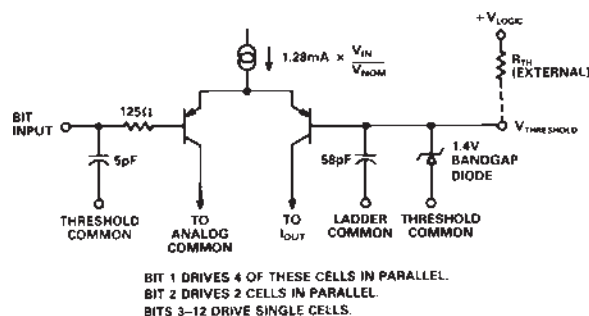 + VLOGIC
1.28mA × VIN
VNOM
RTH
(EXTERNAL)
BIT
INPUT
125Ω
VTHRESHOLD
5pF
58pF
1.4V
BANDGAP
DIODE
THRESHOLD
COMMON
TO
ANALOG
COMMON
TO
IOUT
LADDER
COMMON
THRESHOLD
COMMON
BIT 1 DRIVES 4 OF THESE CELLS IN PARALLEL.
BIT 2 DRIVES 2 CELLS IN PARALLEL.
BITS 3–12 DRIVE SINGLE CELLS.